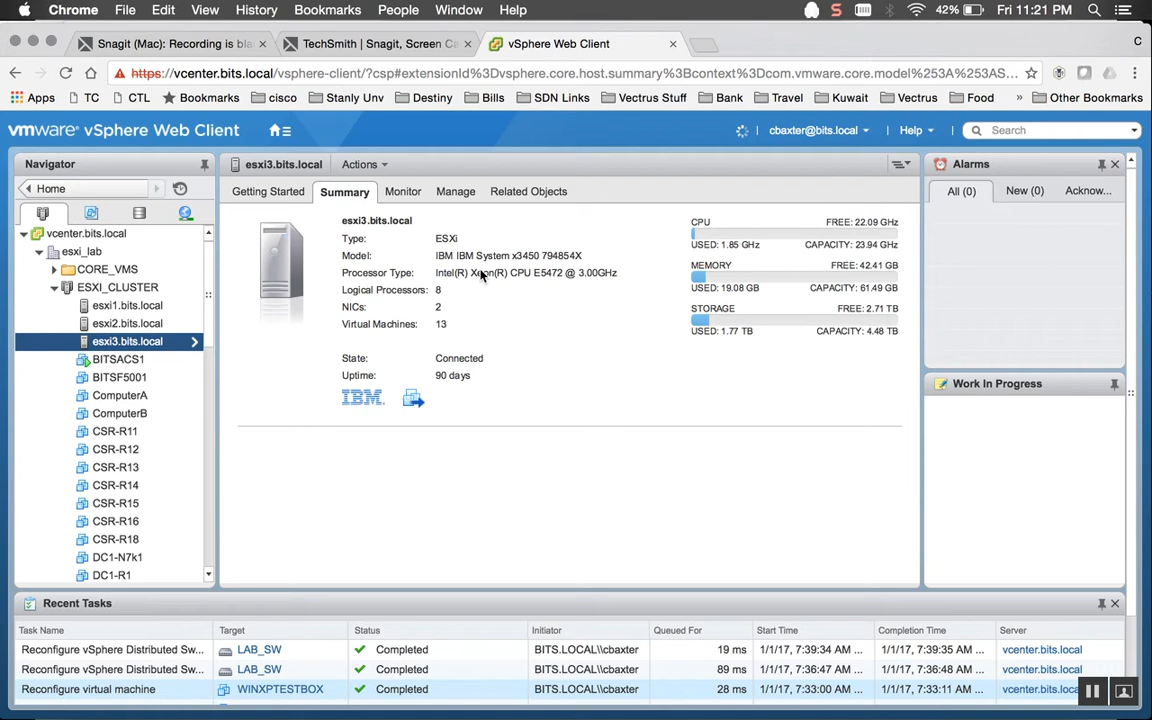 Chrome File Edit View History Bookmarks People Window Help 42% Fri 11:21 PM
Snagit (Mac): Recording is bla × TechSmith | Snagit, Screen Ca × vSphere Web Client × C
https://vcenter.bits.local/vsphere-client/?csp#extensionId%3Dvsphere.core.host.summary%3Bcontext%3Dcom.vmware.core.model%253A%253AS...
Apps TC CTL Bookmarks cisco Stanly Unv Destiny Bills SDN Links Vectrus Stuff Bank Travel Kuwait Vectrus Food » Other Bookmarks
vmware vSphere Web Client cbaxter@bits.local Help Search
Navigator
Home
vcenter.bits.local
esxi_lab
CORE_VMS
ESXI_CLUSTER
esxi1.bits.local
esxi2.bits.local
esxi3.bits.local
BITSACS1
BITSF5001
ComputerA
ComputerB
CSR-R11
CSR-R12
CSR-R13
CSR-R14
CSR-R15
CSR-R16
CSR-R18
DC1-N7k1
DC1-R1
esxi3.bits.local Actions
Getting Started Summary Monitor Manage Related Objects
esxi3.bits.local
Type: ESXi
Model: IBM IBM System x3450 794854X
Processor Type: Intel(R) Xeon(R) CPU E5472 @ 3.00GHz
Logical Processors: 8
NICs: 2
Virtual Machines: 13
State: Connected
Uptime: 90 days
IBM.
CPU FREE: 22.09 GHz
USED: 1.85 GHz CAPACITY: 23.94 GHz
MEMORY FREE: 42.41 GB
USED: 19.08 GB CAPACITY: 61.49 GB
STORAGE FREE: 2.71 TB
USED: 1.77 TB CAPACITY: 4.48 TB
Alarms
All (0) New (0) Acknow...
Work In Progress
Recent Tasks
Task Name Target Status Initiator Queued For Start Time Completion Time Server
Reconfigure vSphere Distributed Sw... LAB_SW Completed BITS.LOCAL\\cbaxter 19 ms 1/1/17, 7:39:34 AM ... 1/1/17, 7:39:35 AM ... vcenter.bits.local
Reconfigure vSphere Distributed Sw... LAB_SW Completed BITS.LOCAL\\cbaxter 89 ms 1/1/17, 7:36:47 AM ... 1/1/17, 7:36:48 AM ... vcenter.bits.local
Reconfigure virtual machine WINXPTESTBOX Completed BITS.LOCAL\\cbaxter 28 ms 1/1/17, 7:33:00 AM ... 1/1/17, 7:33:11 AM ... vcenter.bits.loca